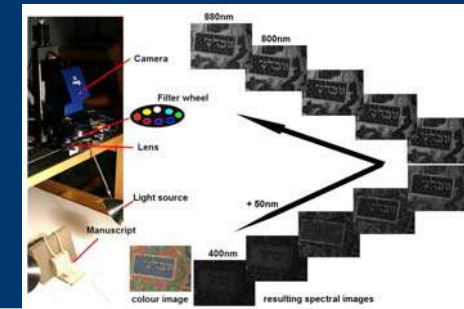 880nm
800nm
Camera
Filter wheel
Lens
Light source
+ 50nm
Manuscript
400nm
colour image
resulting spectral images